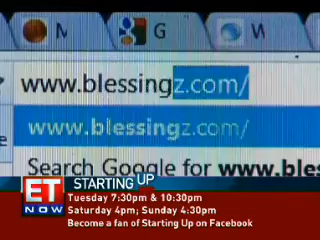 M G W
www.blessingz.com/
www.blessingz.com/
Search Google for www.bles
ET NOW
STARTING UP
Tuesday 7:30pm & 10:30pm
Saturday 4pm; Sunday 4:30pm
Become a fan of Starting Up on Facebook